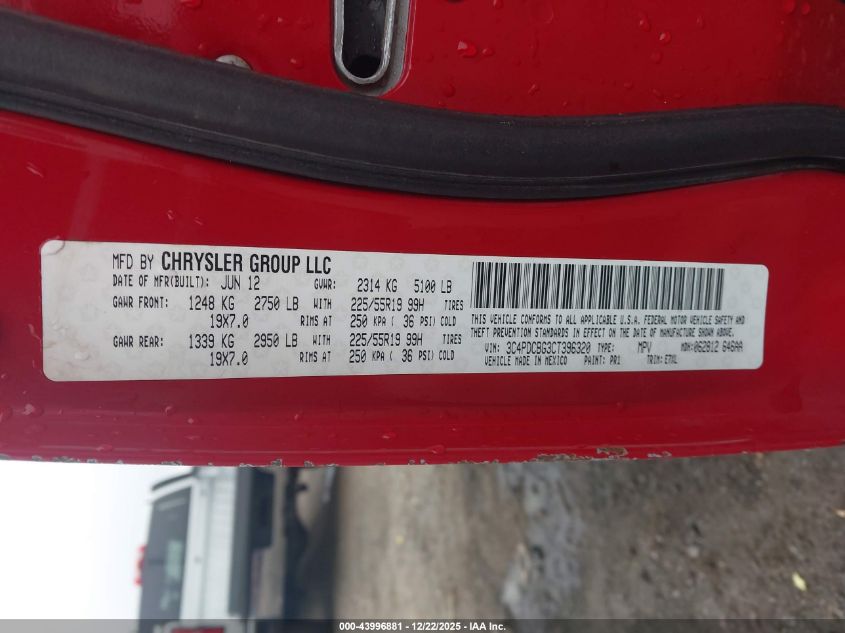 MFD BY CHRYSLER GROUP LLC
DATE OF MFR(BUILT): JUN 12 GVWR: 2314 KG 5100 LB
GAWR FRONT: 1248 KG 2750 LB WITH 225/55R19 99H TIRES
19X7.0 RIMS AT 250 KPA ( 36 PSI) COLD
GAWR REAR: 1339 KG 2950 LB WITH 225/55R19 99H TIRES
19X7.0 RIMS AT 250 KPA ( 36 PSI) COLD
THIS VEHICLE CONFORMS TO ALL APPLICABLE U.S.A. FEDERAL MOTOR VEHICLE SAFETY AND
THEFT PREVENTION STANDARDS IN EFFECT ON THE DATE OF MANUFACTURE SHOWN ABOVE.
VIN: 3C4PDCBG3CT396320 TYPE: MPV MDH: 062812 646AA
VEHICLE MADE IN MEXICO PAINT: PR1 TRIM: E7XL
000-43996881 - 12/22/2025 - IAA Inc.